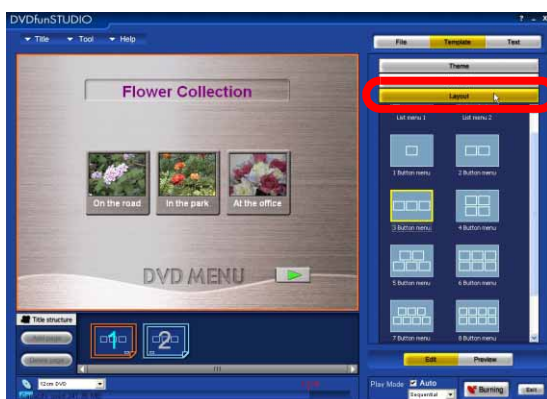 DVDfunSTUDIO
Title Tool Help
File Template Text
Theme
Layout
List menu 1 List menu 2
Flower Collection
1 Button menu 2 Button menu
On the road In the park At the office
3 Button menu 4 Button menu
DVD MENU
5 Button menu 6 Button menu
7 Button menu 8 Button menu
Title structure
Add page
Delete page
1 2
Edit Preview
12cm DVD
Play Mode Auto
Sequential
Burning
Exit